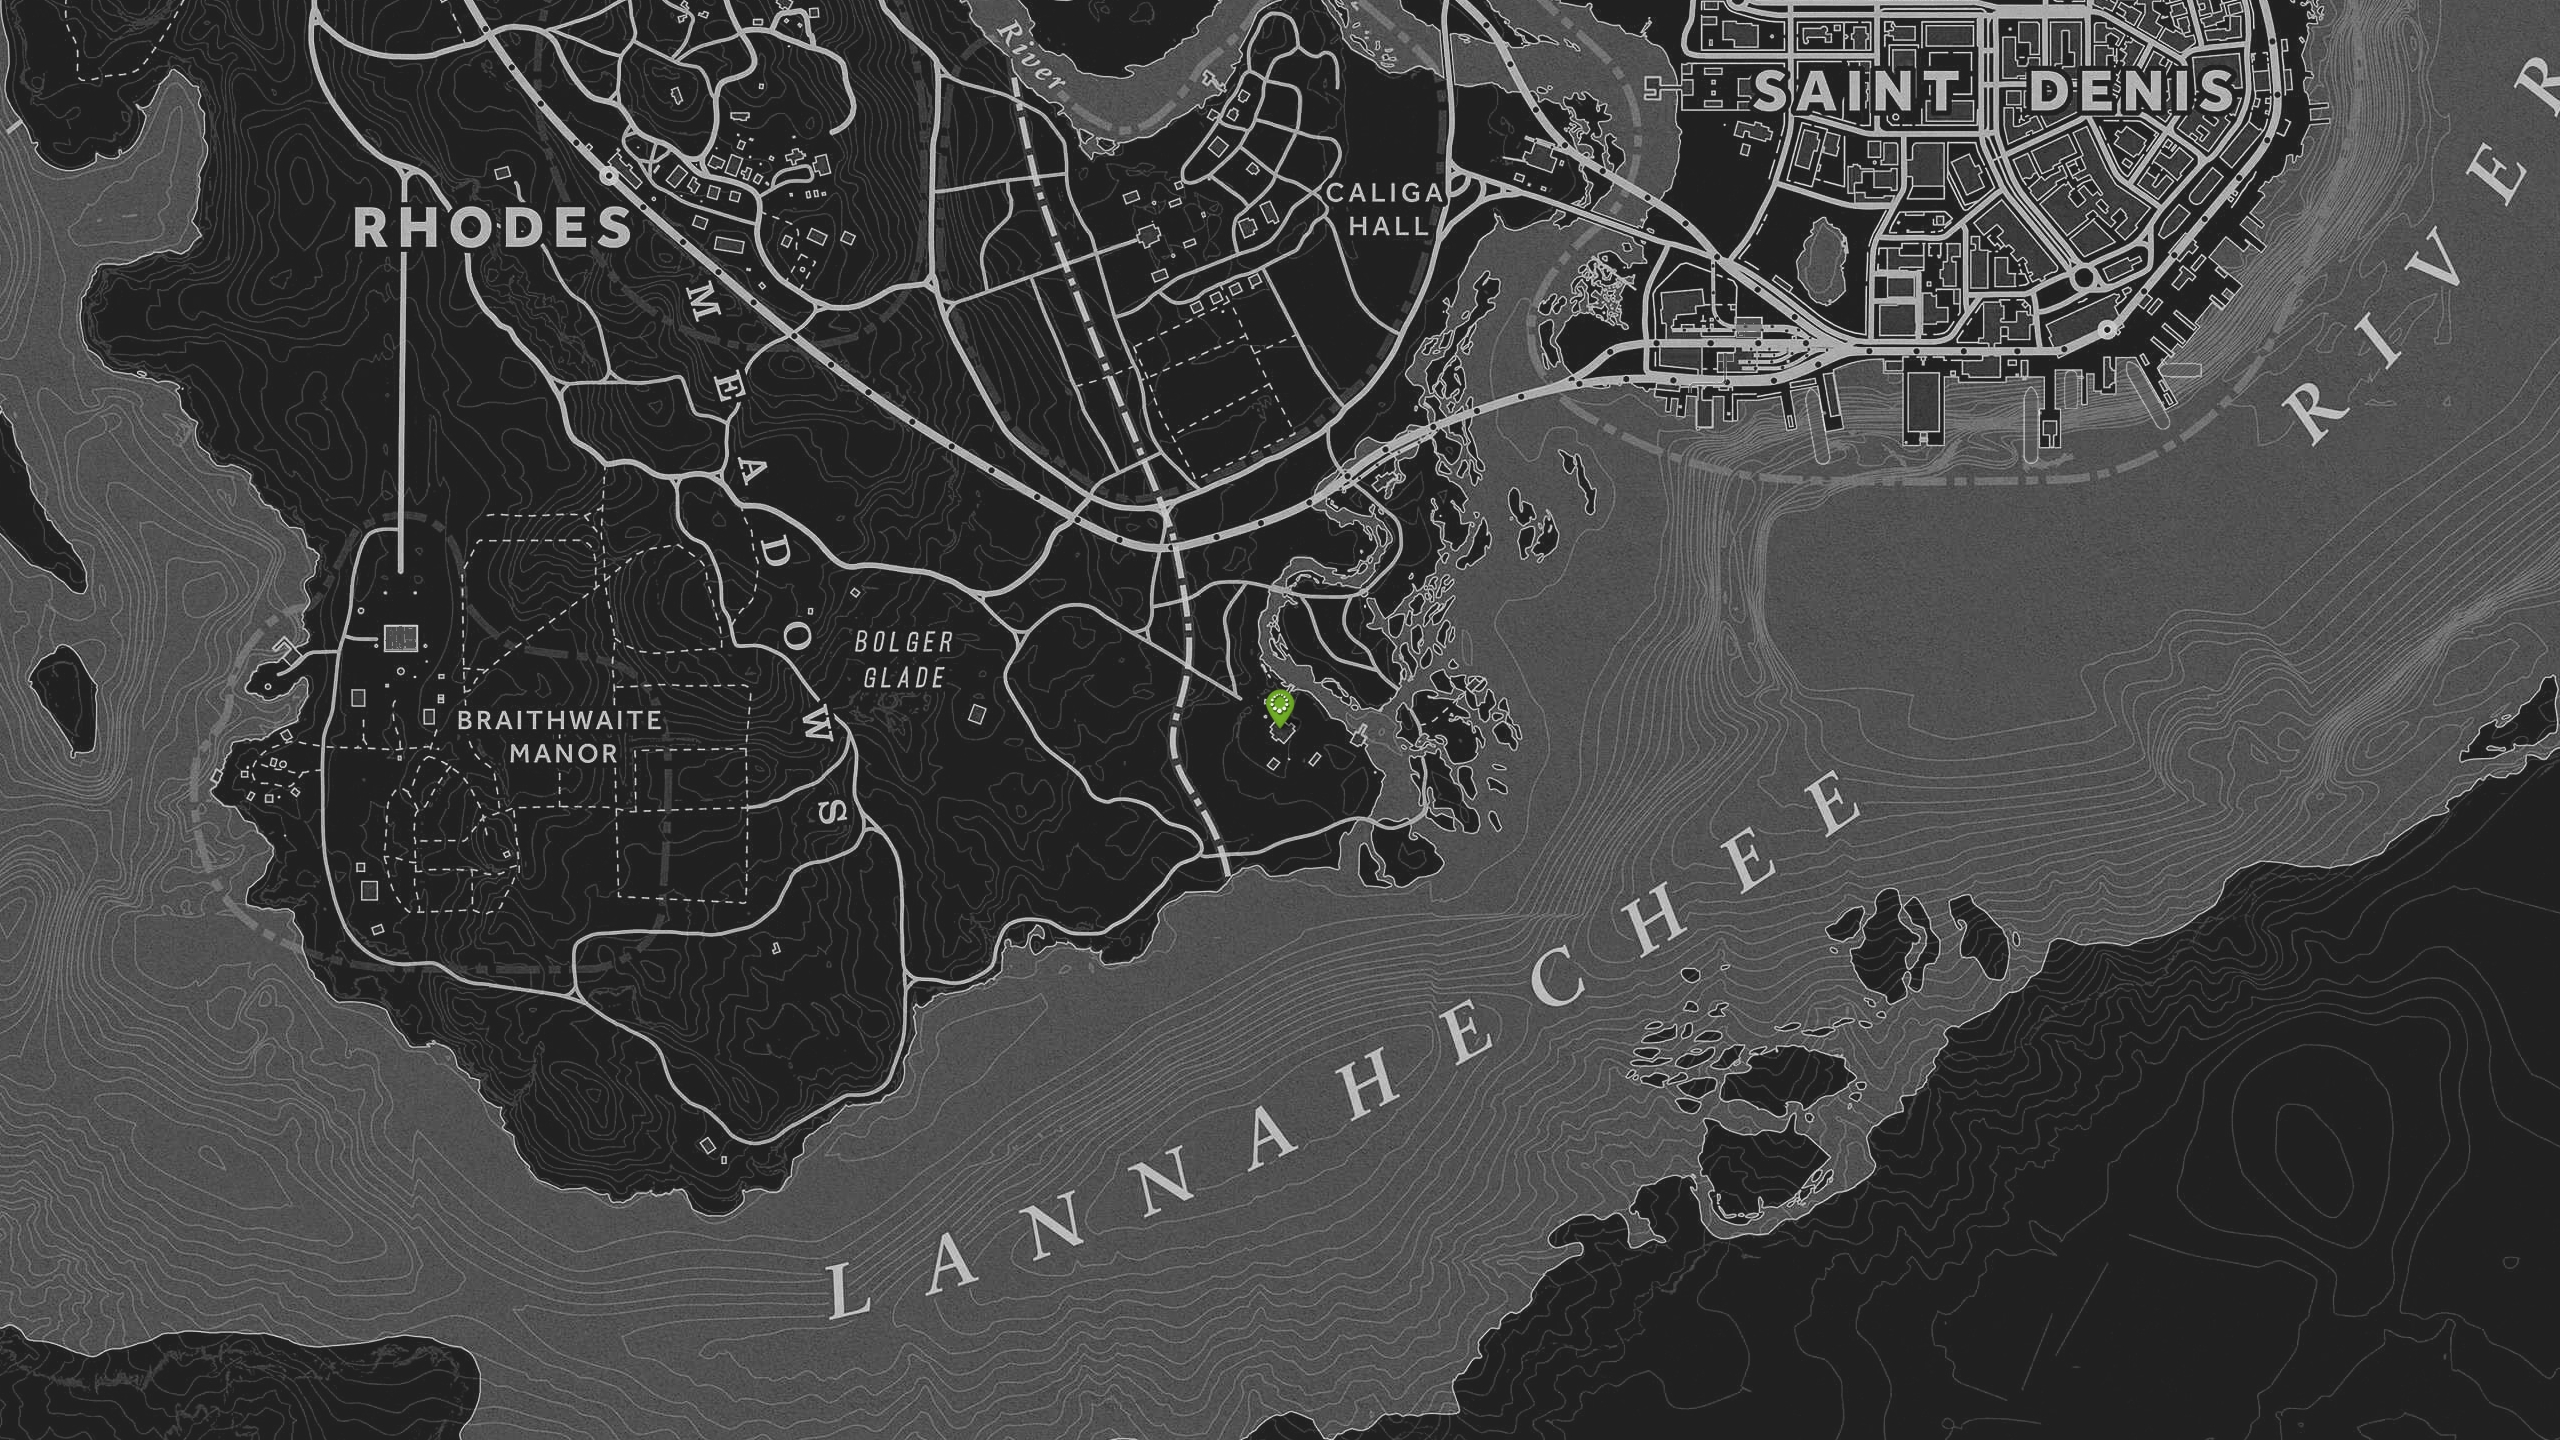 River
SAINT DENIS
RHODES
CALIGA
HALL
MEADOWS
BOLGER
GLADE
BRAITHWAITE
MANOR
LANNAHECHEE
RIVER